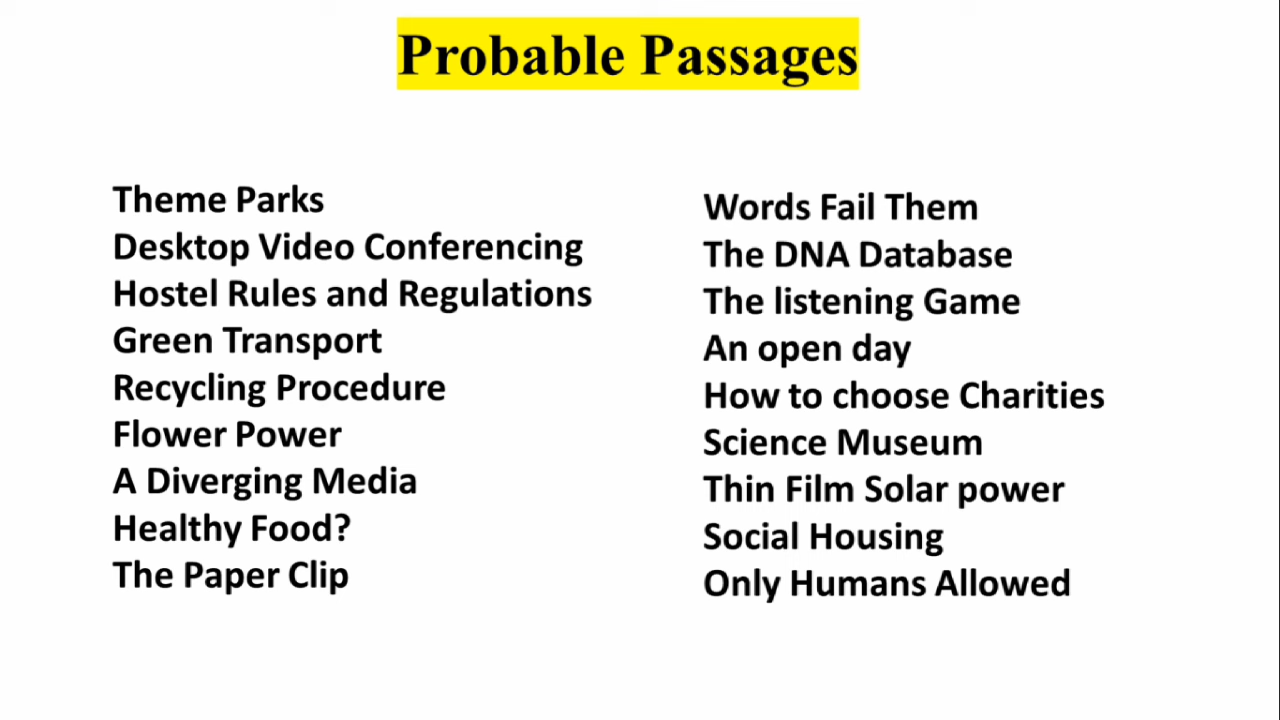 Probable Passages
Theme Parks
Desktop Video Conferencing
Hostel Rules and Regulations
Green Transport
Recycling Procedure
Flower Power
A Diverging Media
Healthy Food?
The Paper Clip
Words Fail Them
The DNA Database
The listening Game
An open day
How to choose Charities
Science Museum
Thin Film Solar power
Social Housing
Only Humans Allowed